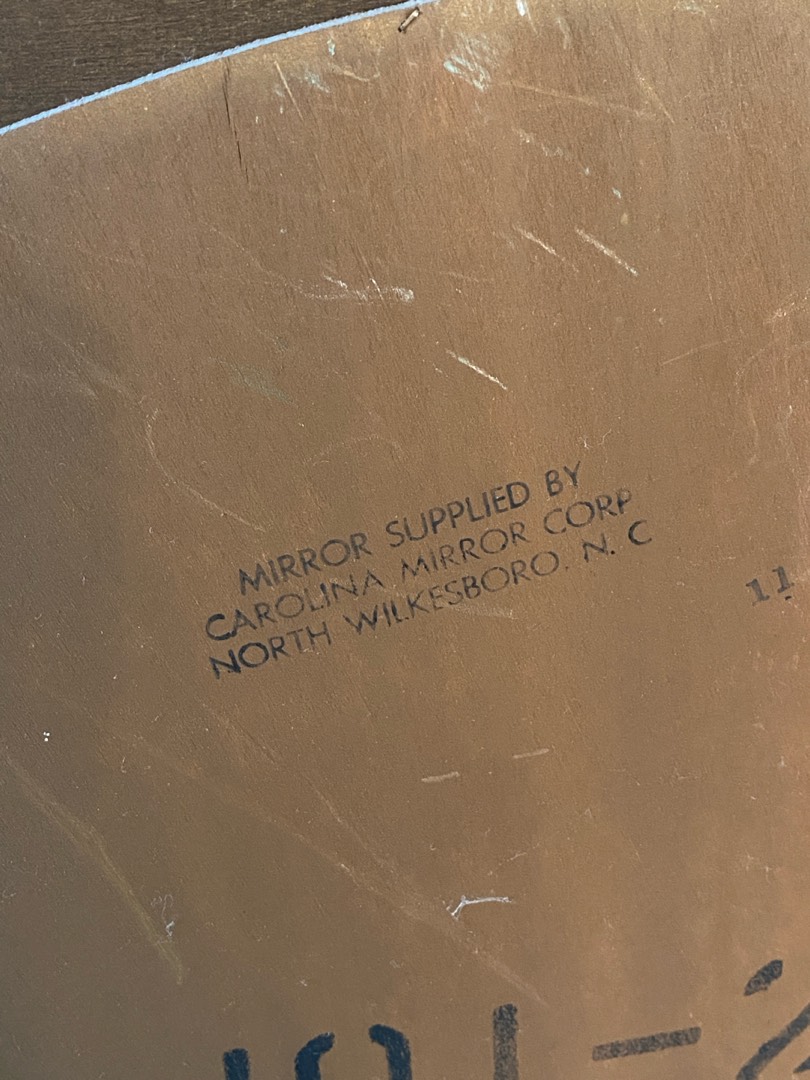 MIRROR SUPPLIED BY
CAROLINA MIRROR CORP
NORTH WILKESBORO. N. C
11